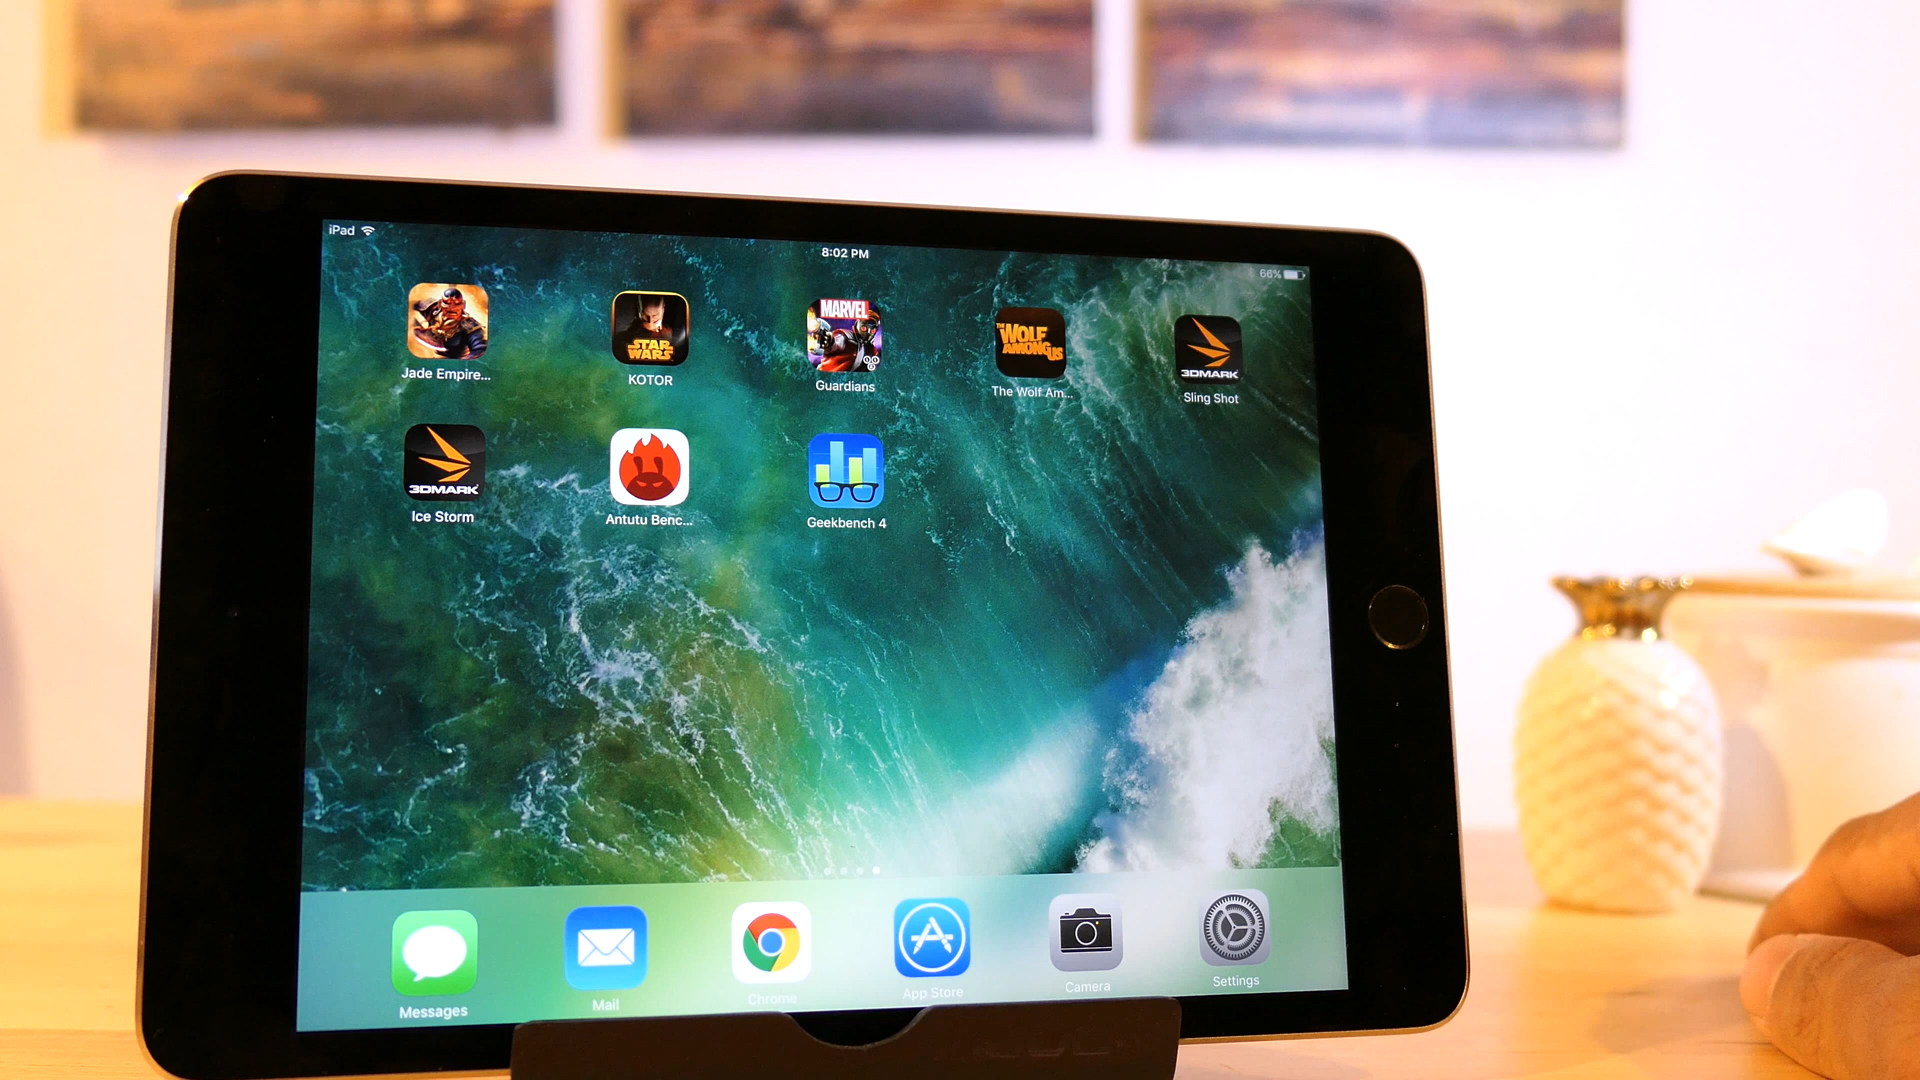 iPad
8:02 PM
66%
MARVEL
STAR
WARS
THE
WOLF
AMONG US
3DMARK
Jade Empire...
KOTOR
Guardians
The Wolf Am...
Sling Shot
3DMARK
Ice Storm
Antutu Benc...
Geekbench 4
Messages
Mail
Chrome
App Store
Camera
Settings